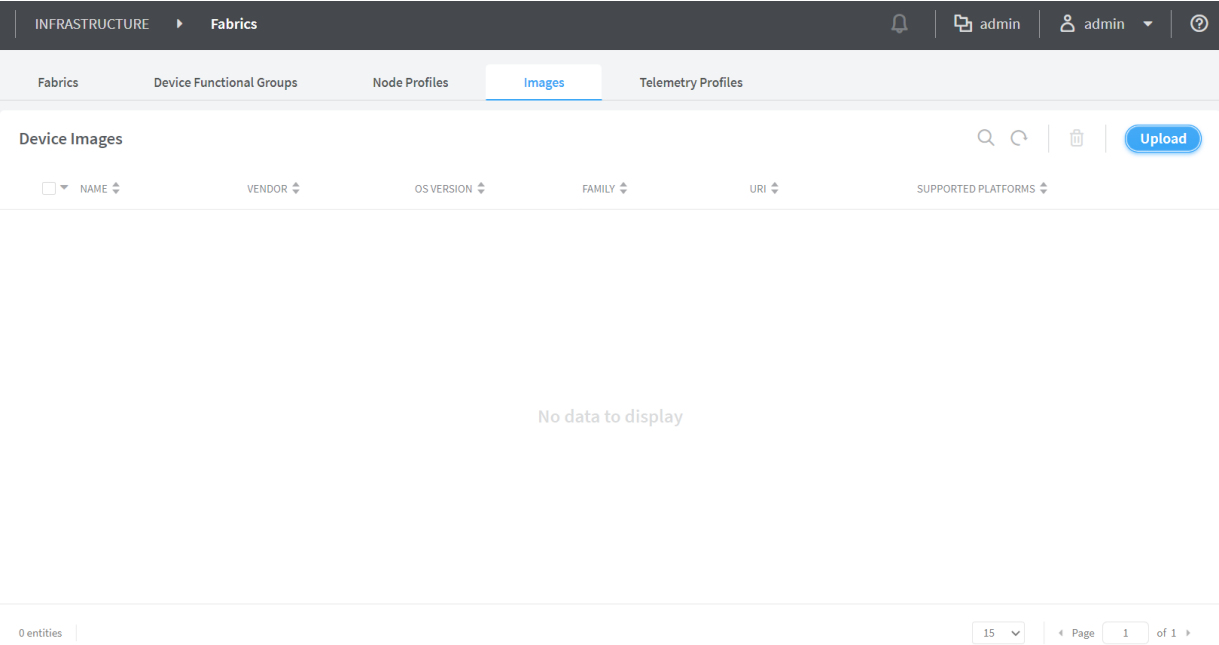 INFRASTRUCTURE Fabrics admin admin
Fabrics Device Functional Groups Node Profiles Images Telemetry Profiles
Device Images Upload
NAME VENDOR OS VERSION FAMILY URI SUPPORTED PLATFORMS
No data to display
0 entities 15 Page 1 of 1